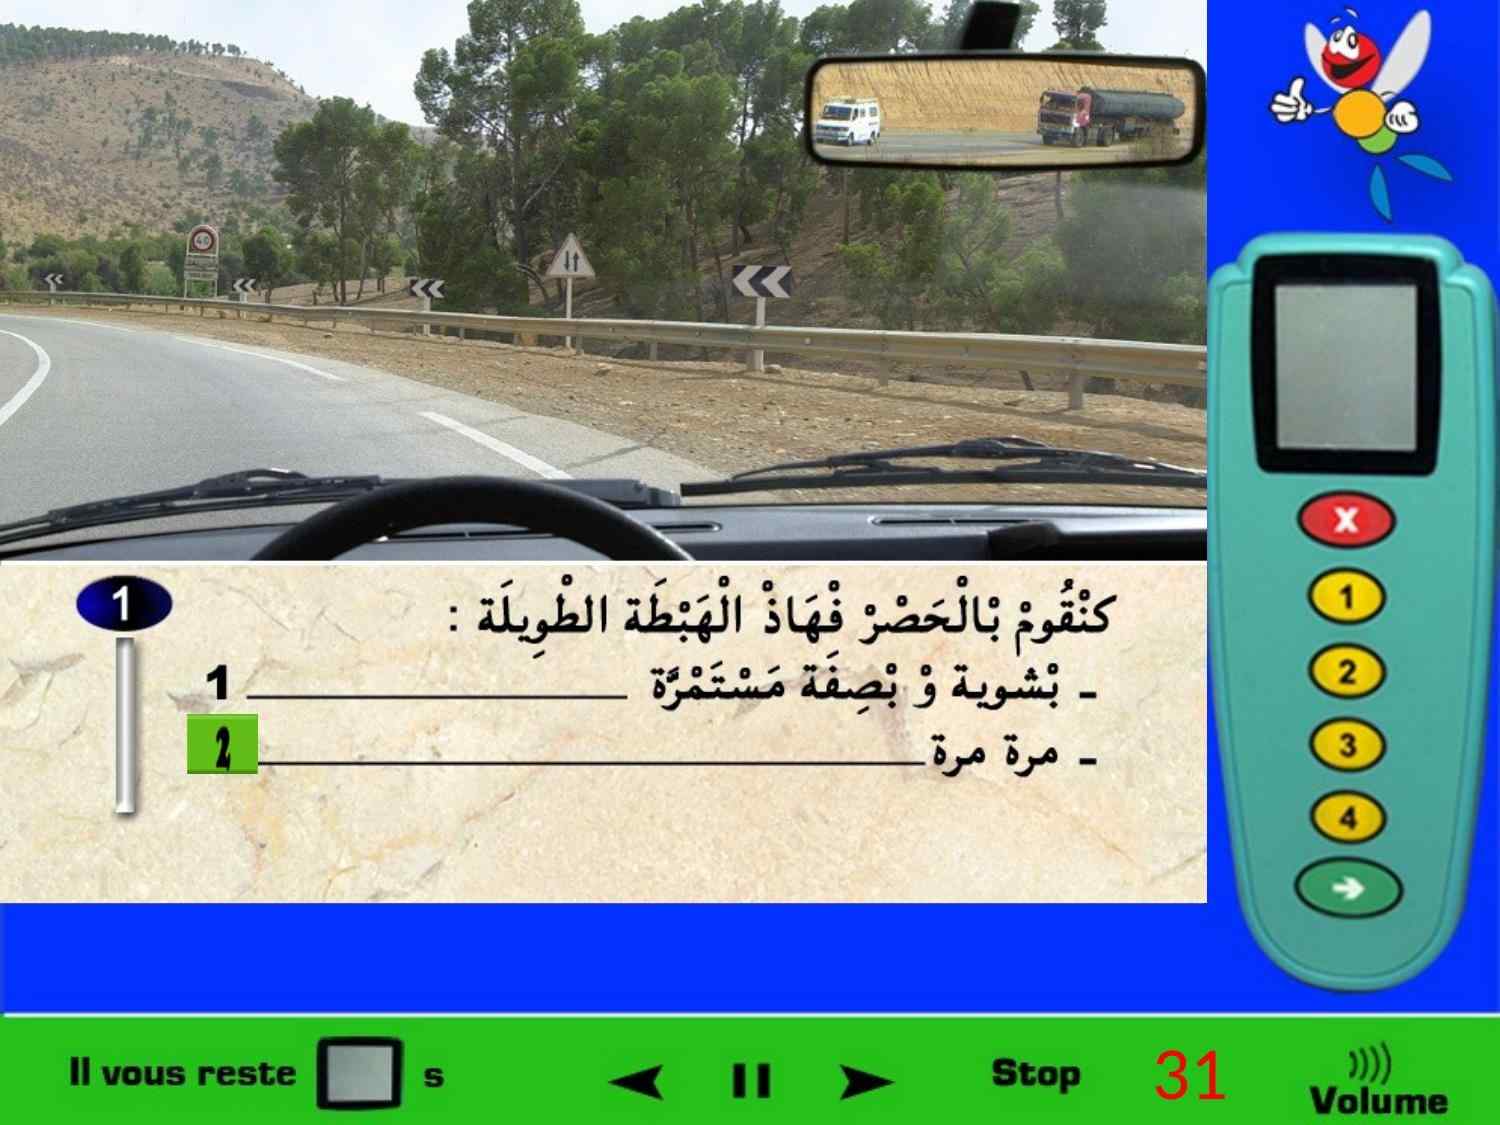 40
1
كنْقُومْ بْالْحَصْرْ فْهَاذْ الْهَبْطَة الطْوِيلَة :
- بْشوية وْ بْصِفَة مَسْتَمْرَّة 1
- مرة مرة 2
X
1
2
3
4
Il vous reste s
Stop
31
Volume